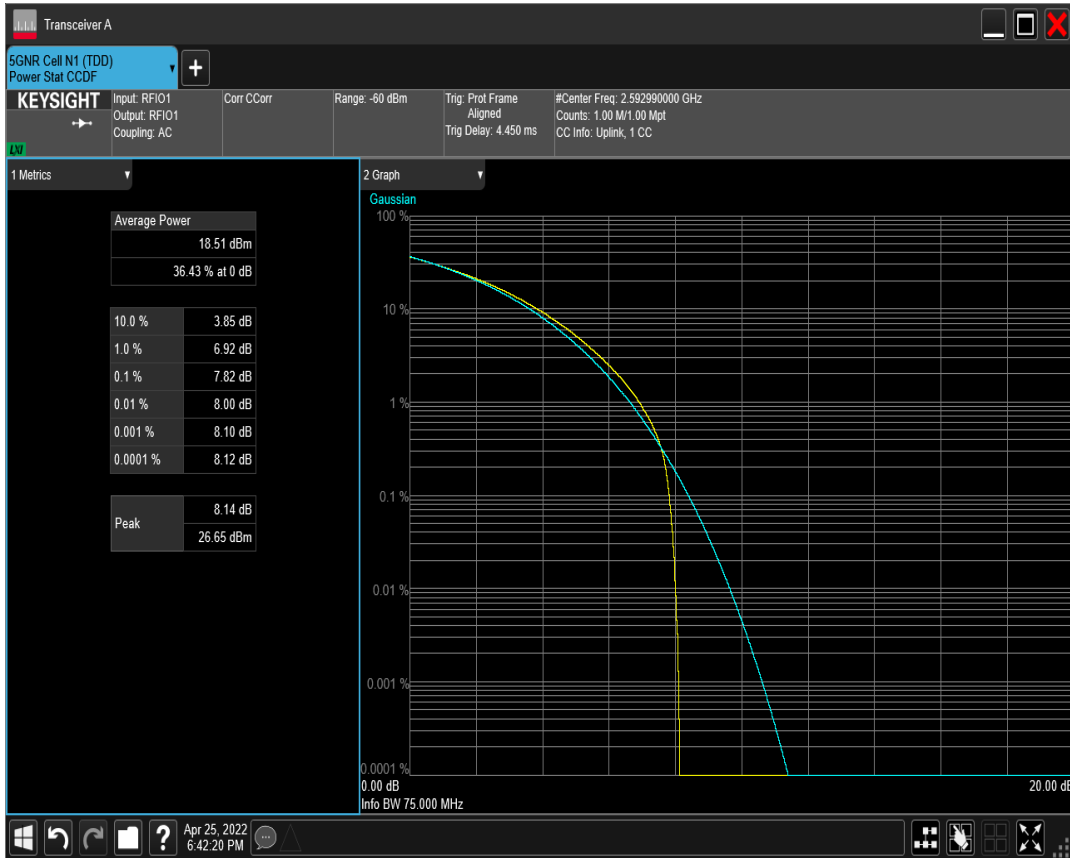 Transceiver A
5GNR Cell N1 (TDD)
Power Stat CCDF
+
KEYSIGHT
LXI
Input: RFIO1
Output: RFIO1
Coupling: AC
Corr CCorr
Range: -60 dBm
Trig: Prot Frame
Aligned
Trig Delay: 4.450 ms
#Center Freq: 2.592990000 GHz
Counts: 1.00 M/1.00 Mpt
CC Info: Uplink, 1 CC
1 Metrics
Average Power
18.51 dBm
36.43 % at 0 dB
10.0 % 3.85 dB
1.0 % 6.92 dB
0.1 % 7.82 dB
0.01 % 8.00 dB
0.001 % 8.10 dB
0.0001 % 8.12 dB
Peak
8.14 dB
26.65 dBm
2 Graph
Gaussian
100 %
10 %
1 %
0.1 %
0.01 %
0.001 %
0.0001 %
0.00 dB
20.00 dB
Info BW 75.000 MHz
?
Apr 25, 2022
6:42:20 PM